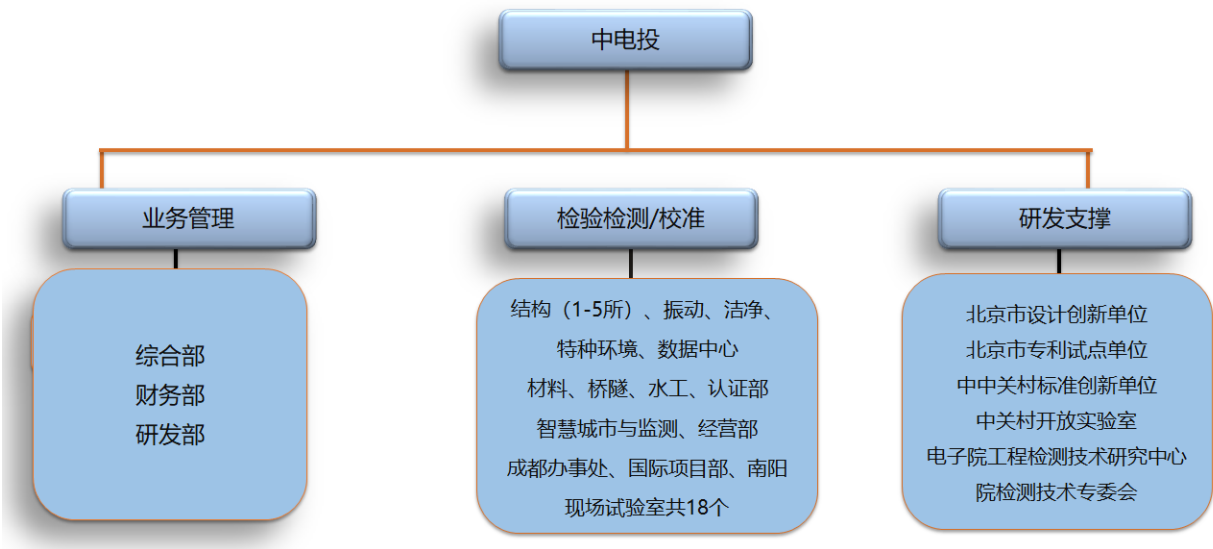 中电投
业务管理
检验检测/校准
研发支撑
综合部
财务部
研发部
结构（1-5所）、振动、洁净、
特种环境、数据中心
材料、桥隧、水工、认证部
智慧城市与监测、经营部
成都办事处、国际项目部、南阳
现场试验室共18个
北京市设计创新单位
北京市专利试点单位
中中关村标准创新单位
中关村开放实验室
电子院工程检测技术研究中心
院检测技术专委会